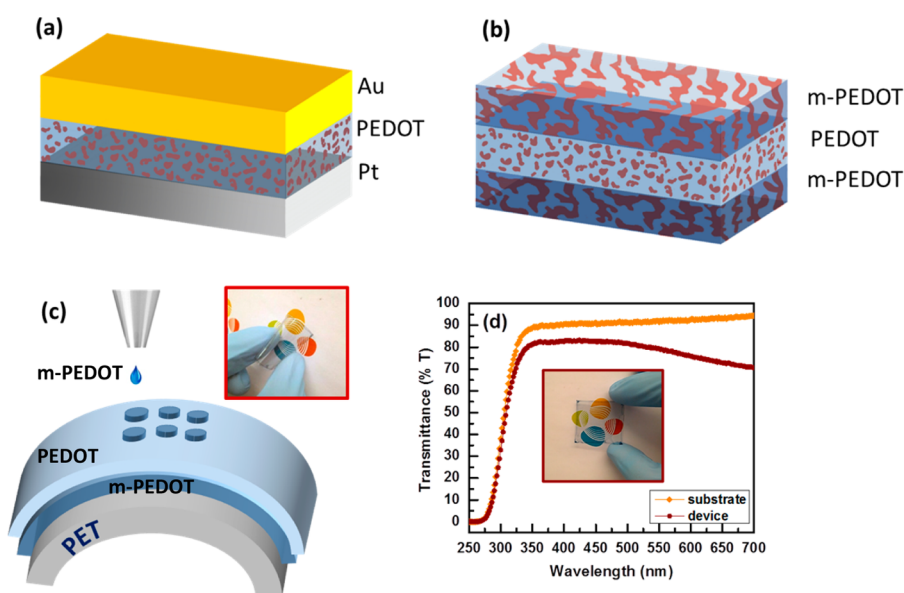 (a)
Au
PEDOT
Pt
(b)
m-PEDOT
PEDOT
m-PEDOT
(c)
m-PEDOT
PEDOT
m-PEDOT
PET
(d)
Transmittance (% T)
100
90
80
70
60
50
40
30
20
10
0
substrate
device
250 300 350 400 450 500 550 600 650 700
Wavelength (nm)